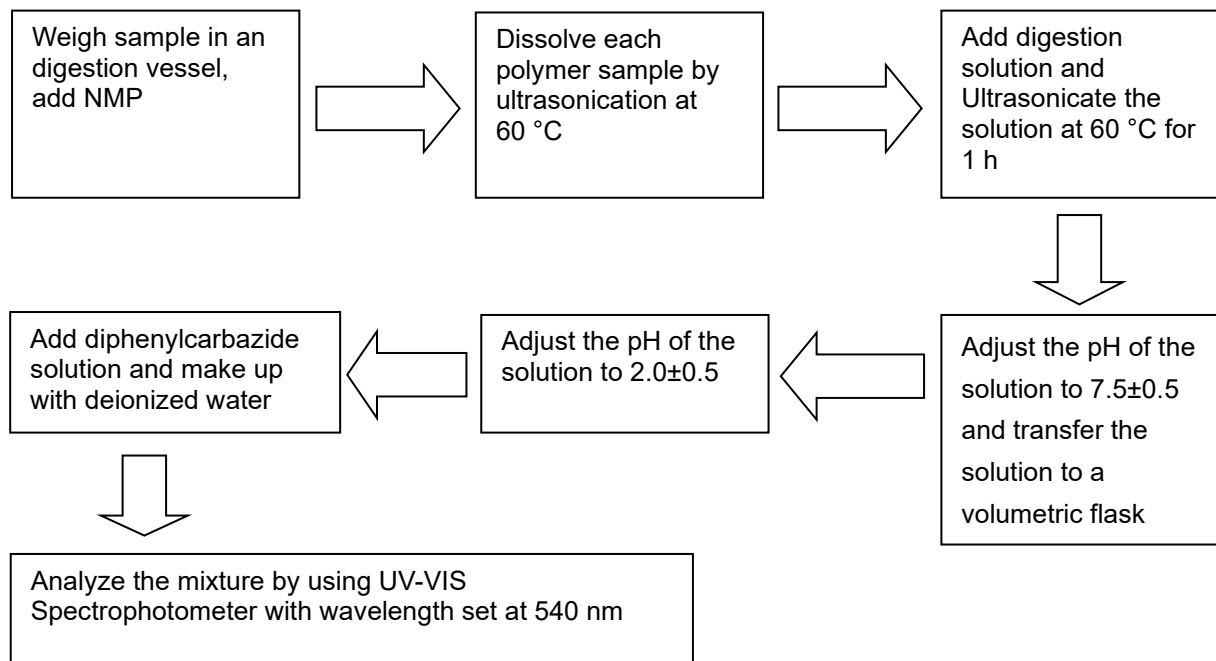 Weigh sample in an
digestion vessel,
add NMP
Dissolve each
polymer sample by
ultrasonication at
60 °C
Add digestion
solution and
Ultrasonicate the
solution at 60 °C for
1 h
Adjust the pH of the
solution to 7.5±0.5
and transfer the
solution to a
volumetric flask
Adjust the pH of the
solution to 2.0±0.5
Add diphenylcarbazide
solution and make up
with deionized water
Analyze the mixture by using UV-VIS
Spectrophotometer with wavelength set at 540 nm